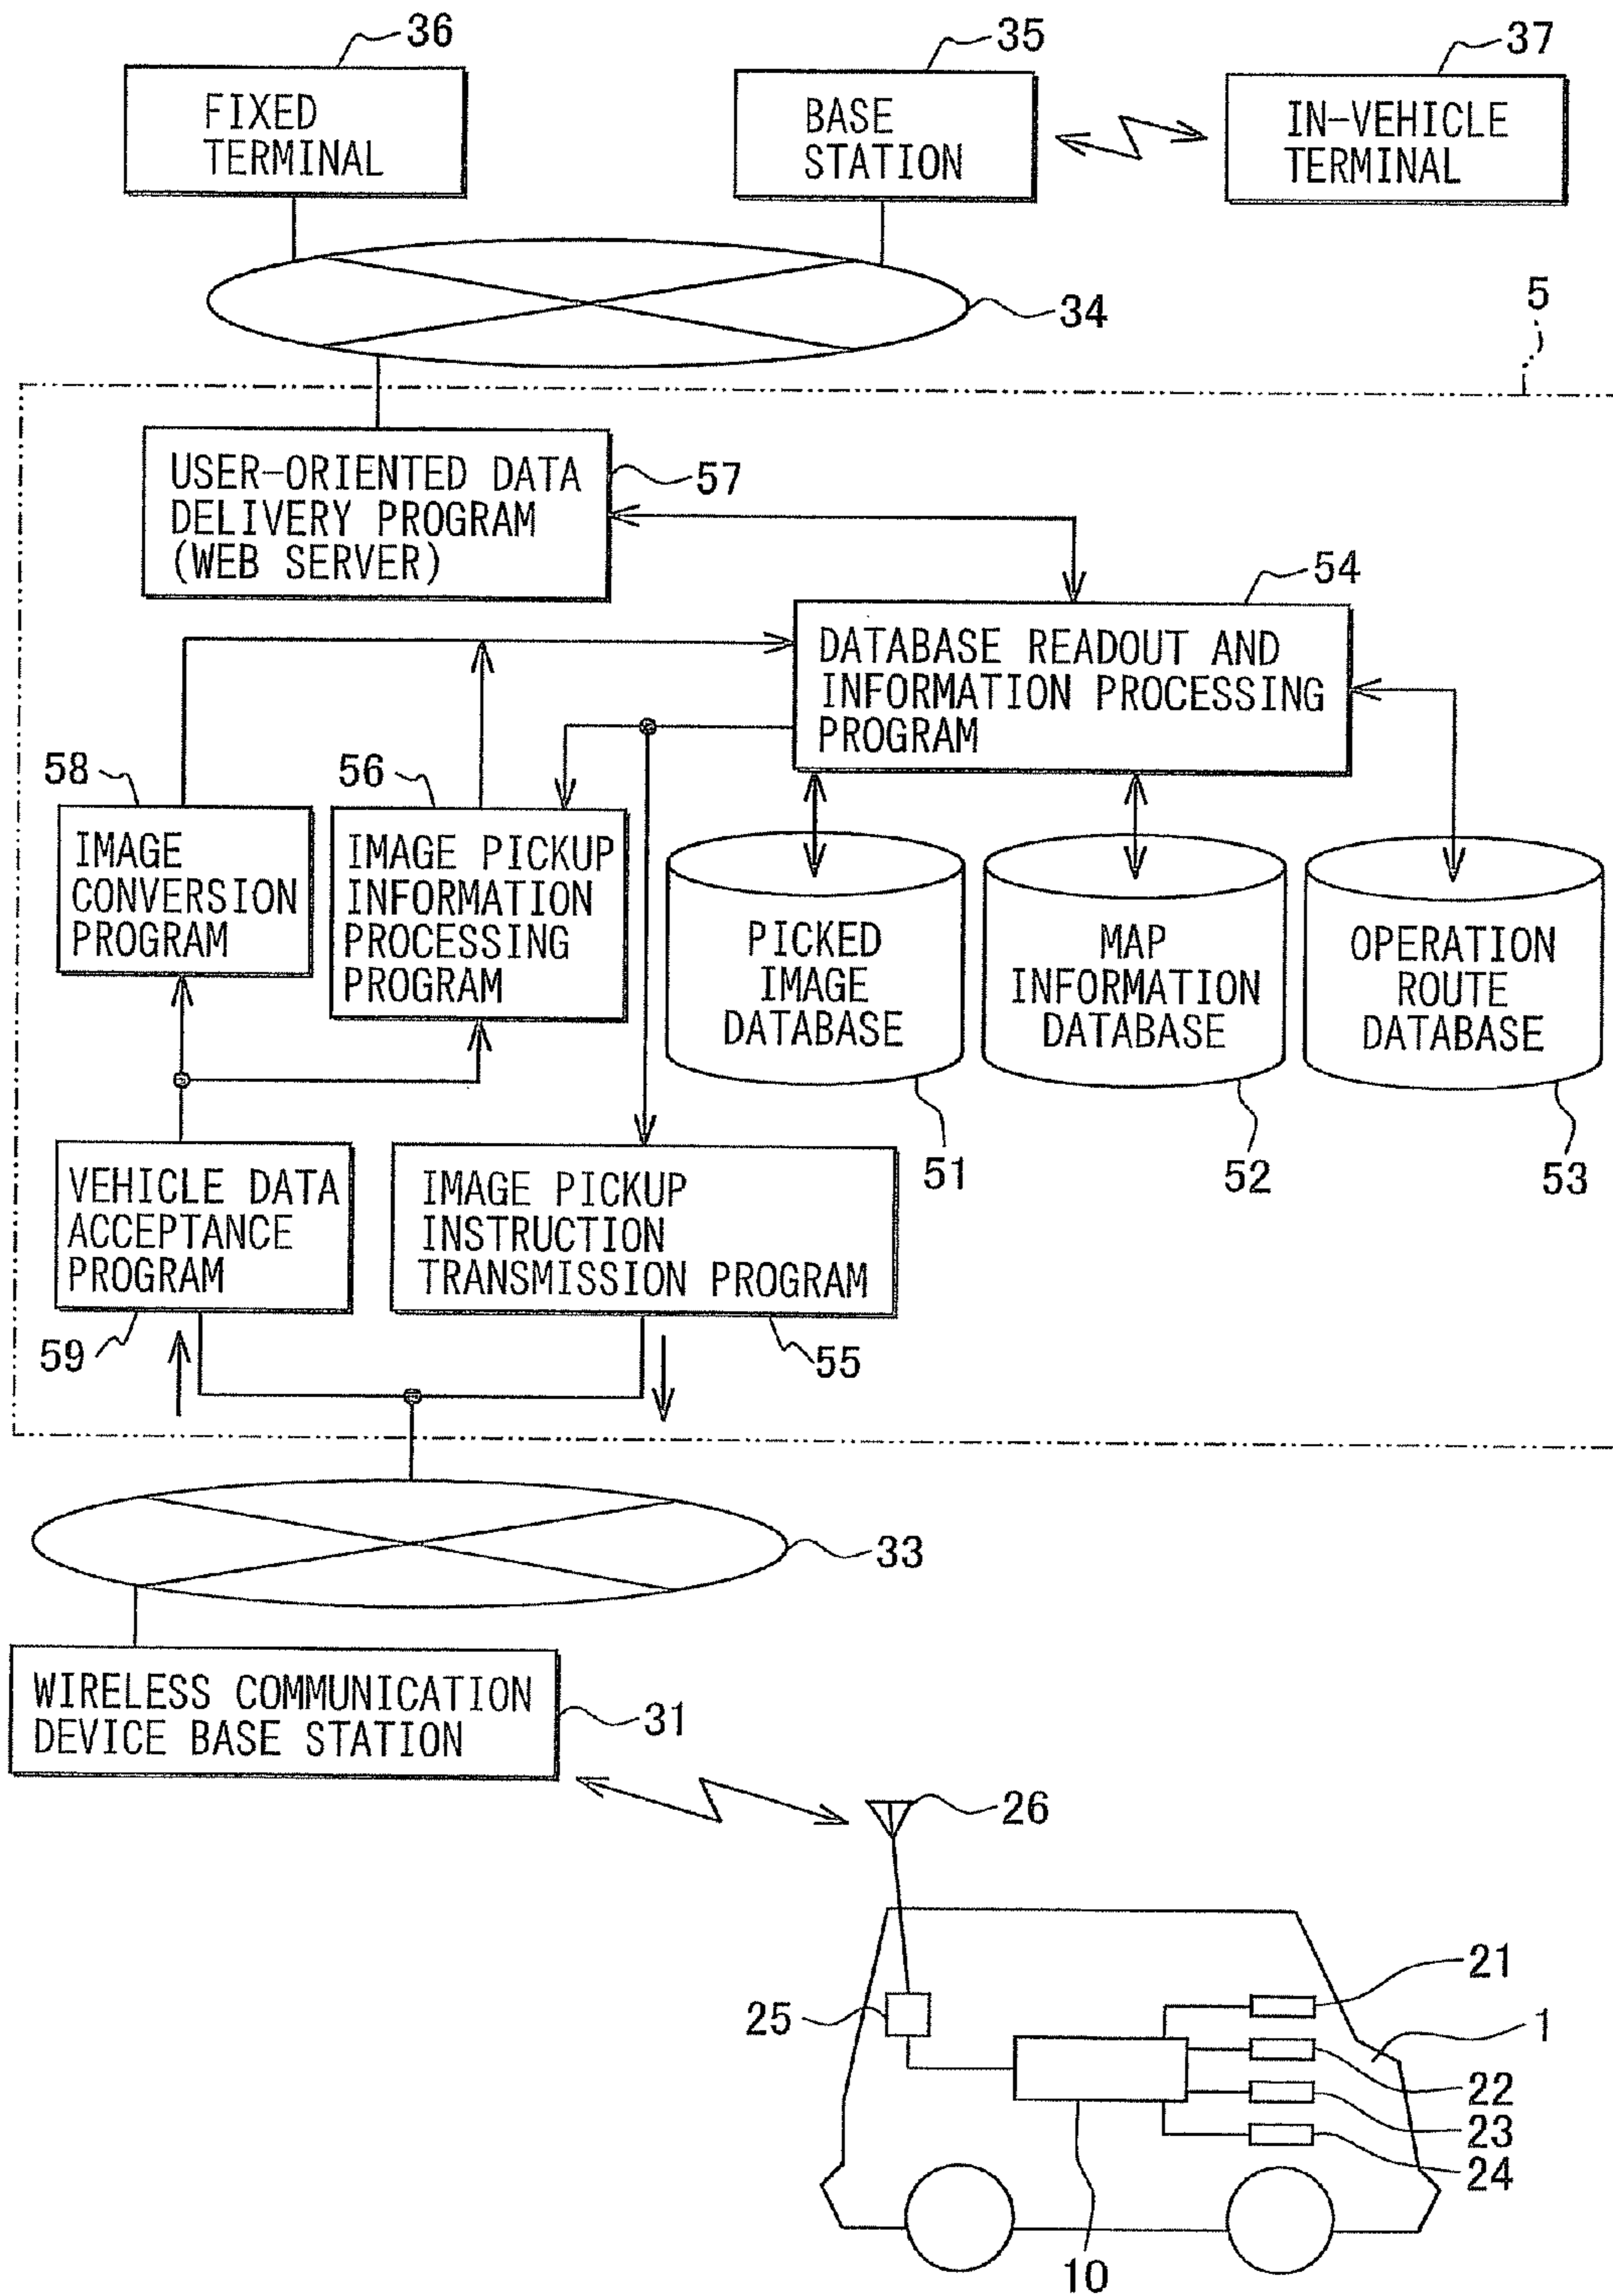 36
35
37
FIXED
TERMINAL
BASE
STATION
IN-VEHICLE
TERMINAL
34
5
USER-ORIENTED DATA
DELIVERY PROGRAM
(WEB SERVER)
57
54
DATABASE READOUT AND
INFORMATION PROCESSING
PROGRAM
58
56
IMAGE
CONVERSION
PROGRAM
IMAGE PICKUP
INFORMATION
PROCESSING
PROGRAM
PICKED
IMAGE
DATABASE
MAP
INFORMATION
DATABASE
OPERATION
ROUTE
DATABASE
51
52
53
VEHICLE DATA
ACCEPTANCE
PROGRAM
IMAGE PICKUP
INSTRUCTION
TRANSMISSION PROGRAM
59
55
33
WIRELESS COMMUNICATION
DEVICE BASE STATION
31
26
21
25
1
22
23
24
10